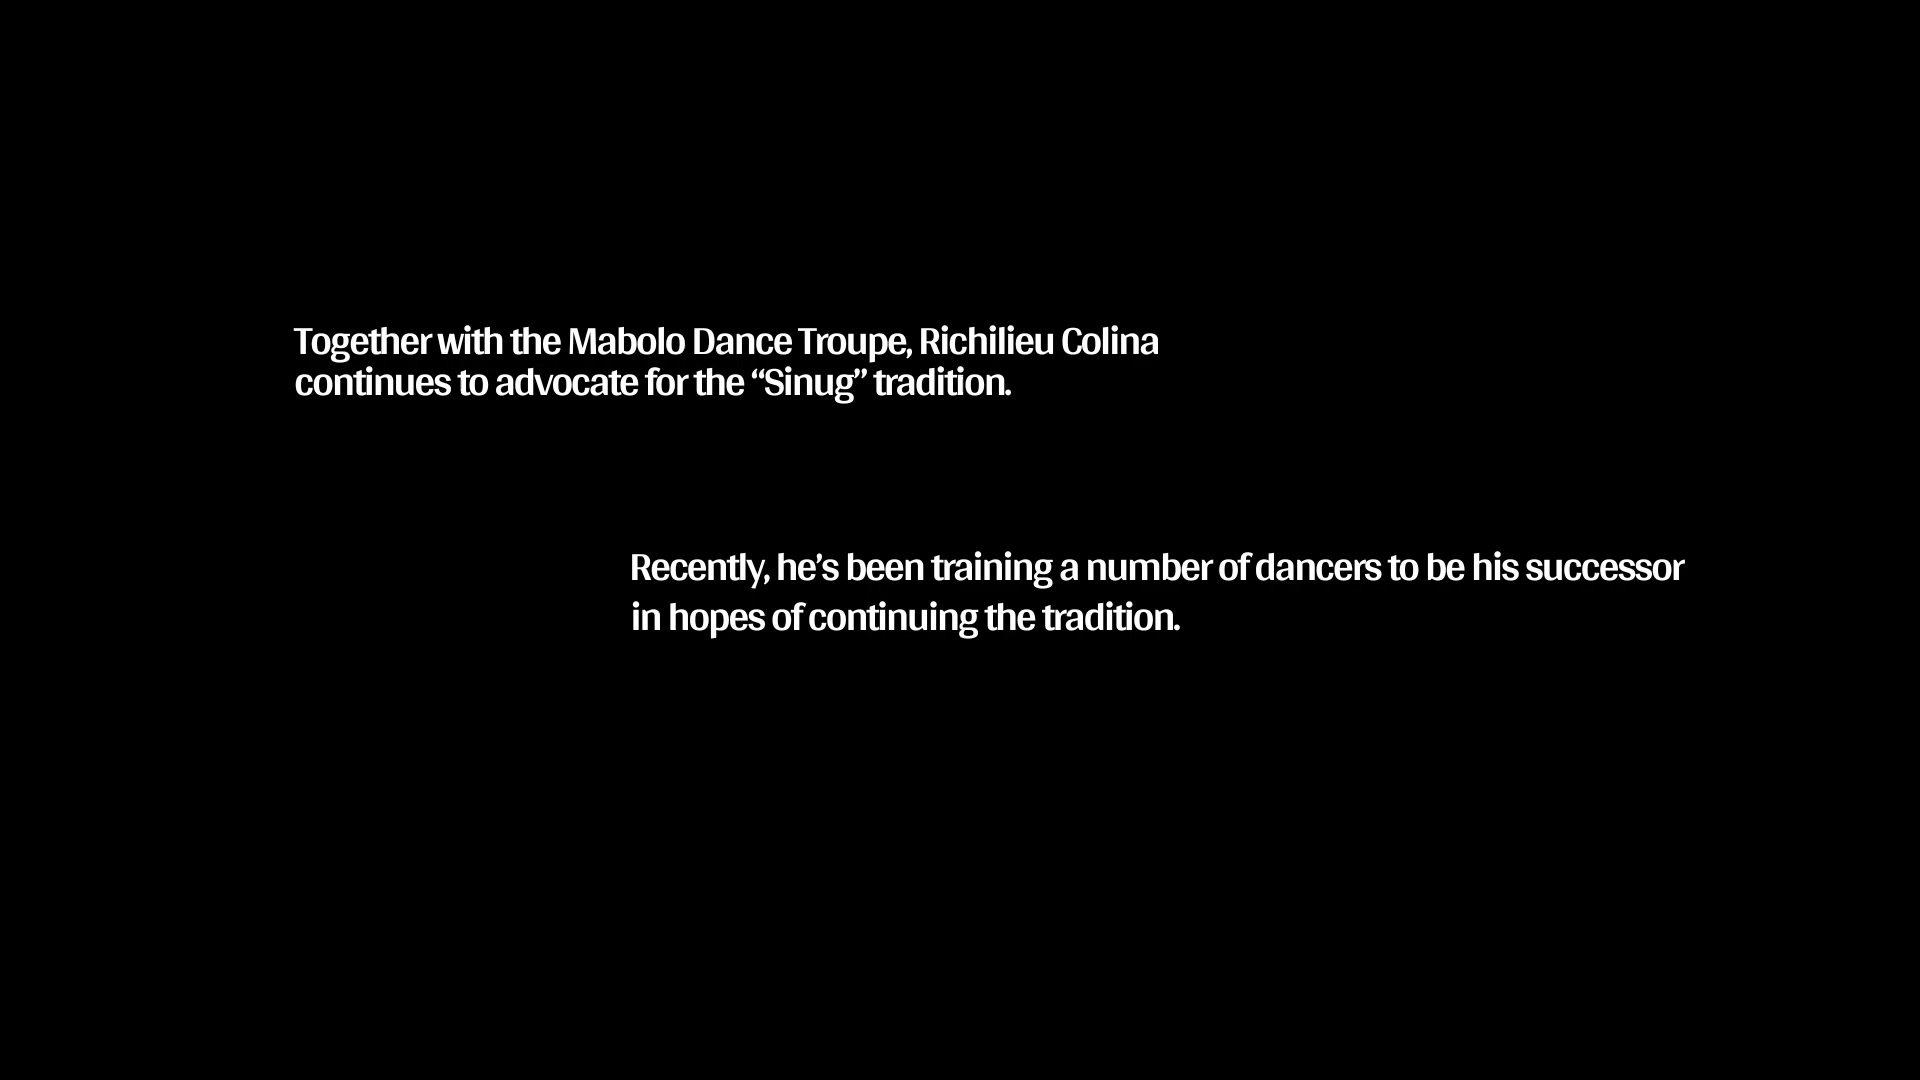 Together with the Mabolo Dance Troupe, Richilieu Colina
continues to advocate for the “Sinug” tradition.
Recently, he’s been training a number of dancers to be his successor
in hopes of continuing the tradition.